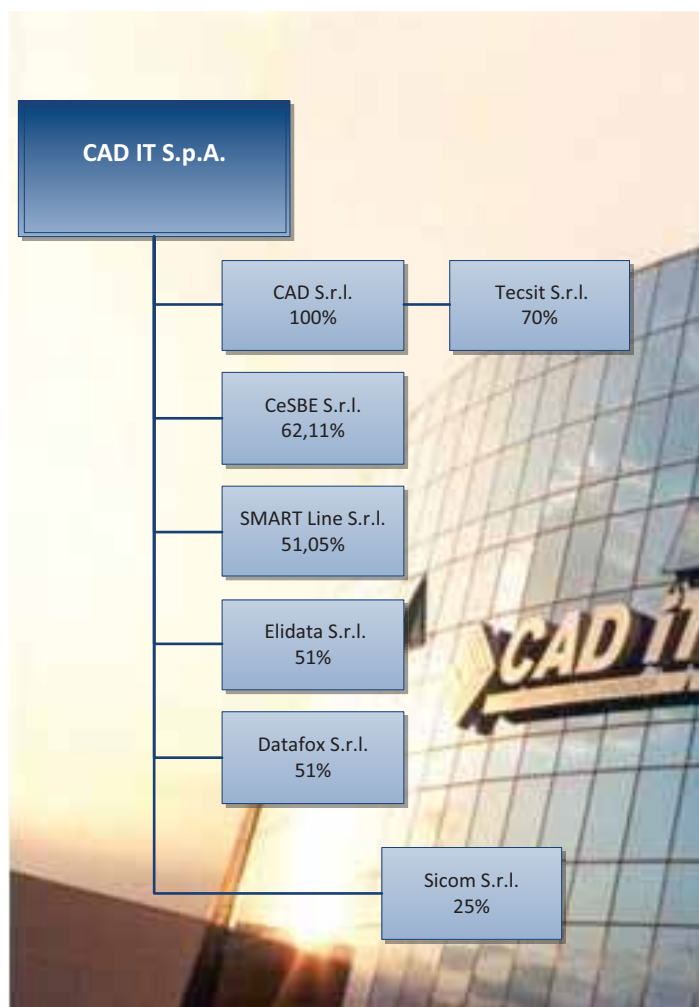 CAD IT S.p.A.
CAD S.r.l.
100%
Tecsit S.r.l.
70%
CeSBE S.r.l.
62,11%
SMART Line S.r.l.
51,05%
Elidata S.r.l.
51%
Datafox S.r.l.
51%
CAD iT
Sicom S.r.l.
25%